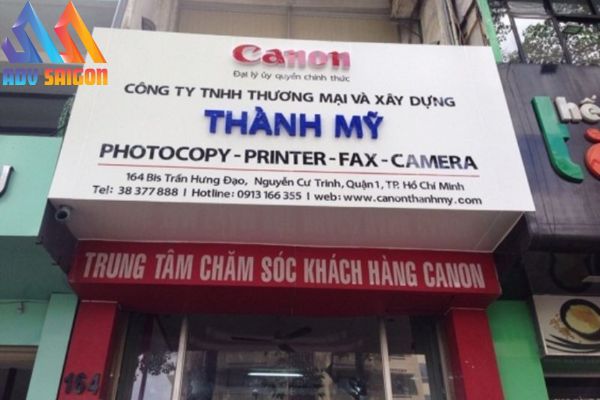 ADV SAIGON
Canon
Đại lý ủy quyền chính thức
CÔNG TY TNHH THƯƠNG MẠI VÀ XÂY DỰNG
THÀNH MỸ
PHOTOCOPY - PRINTER - FAX - CAMERA
164 Bis Trần Hưng Đạo, Nguyễn Cư Trinh, Quận 1, TP. Hồ Chí Minh
Tel: 38 377 888 | Hotline: 0913 166 355 | web: www.canonthanhmy.com
TRUNG TÂM CHĂM SÓC KHÁCH HÀNG CANON
164